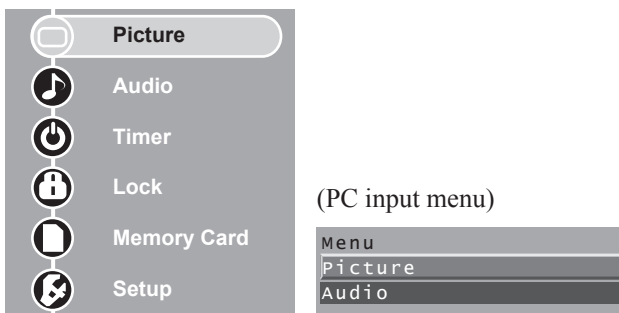 Picture
Audio
Timer
Lock
Memory Card
Setup
(PC input menu)
Menu
Picture
Audio